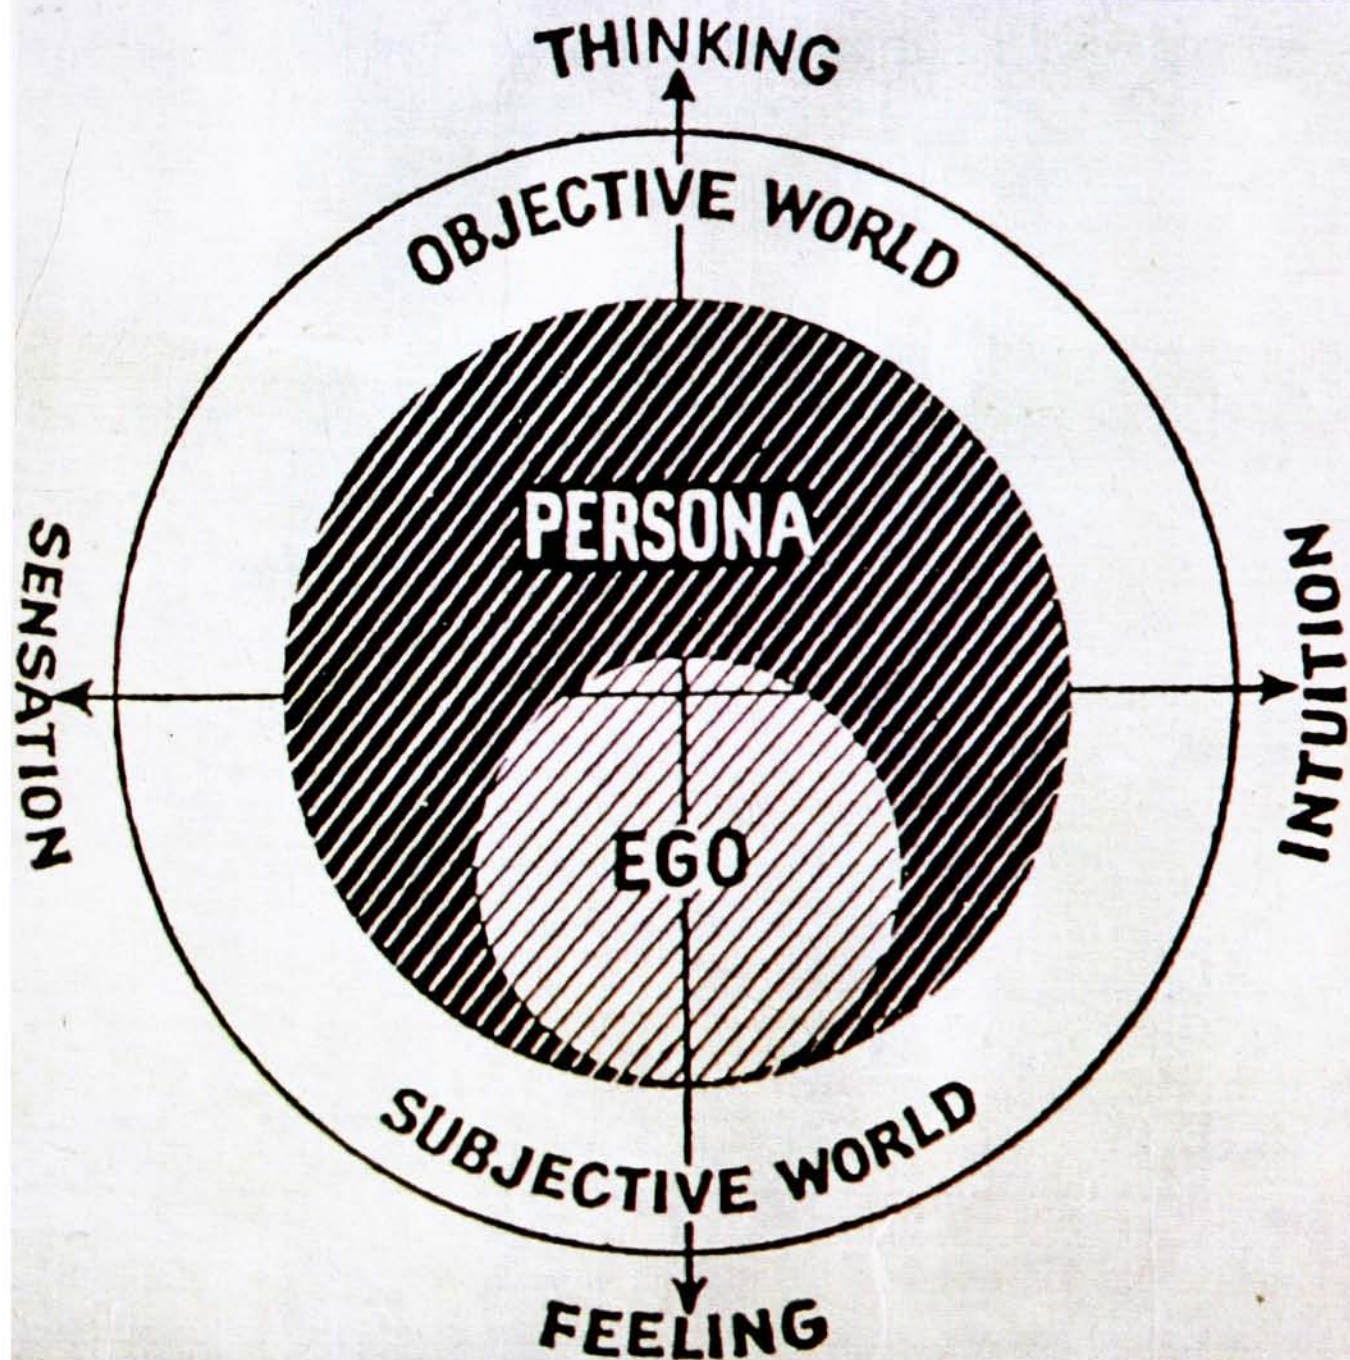 THINKING
OBJECTIVE WORLD
PERSONA
SENSATION
INTUITION
EGO
SUBJECTIVE WORLD
FEELING